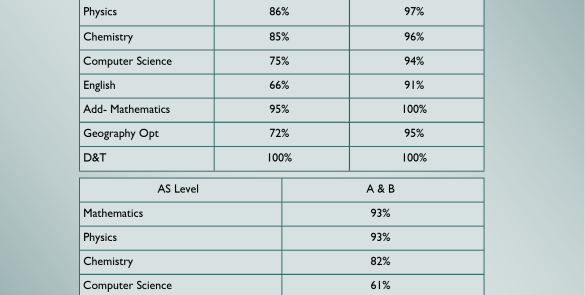 Physics 86% 97%
Chemistry 85% 96%
Computer Science 75% 94%
English 66% 91%
Add- Mathematics 95% 100%
Geography Opt 72% 95%
D&T 100% 100%
AS Level A & B
Mathematics 93%
Physics 93%
Chemistry 82%
Computer Science 61%